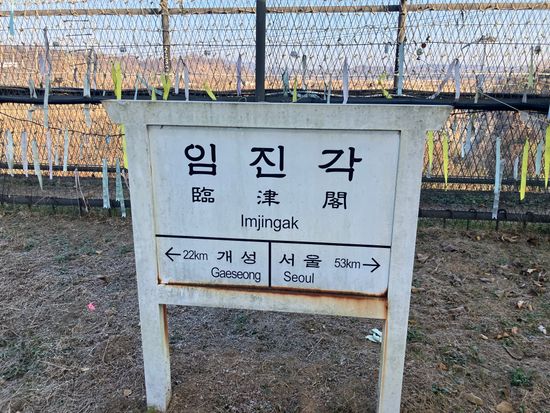 임진각
臨津閣
Imjingak
←22km 개성 서울 53km→
Gaeseong Seoul